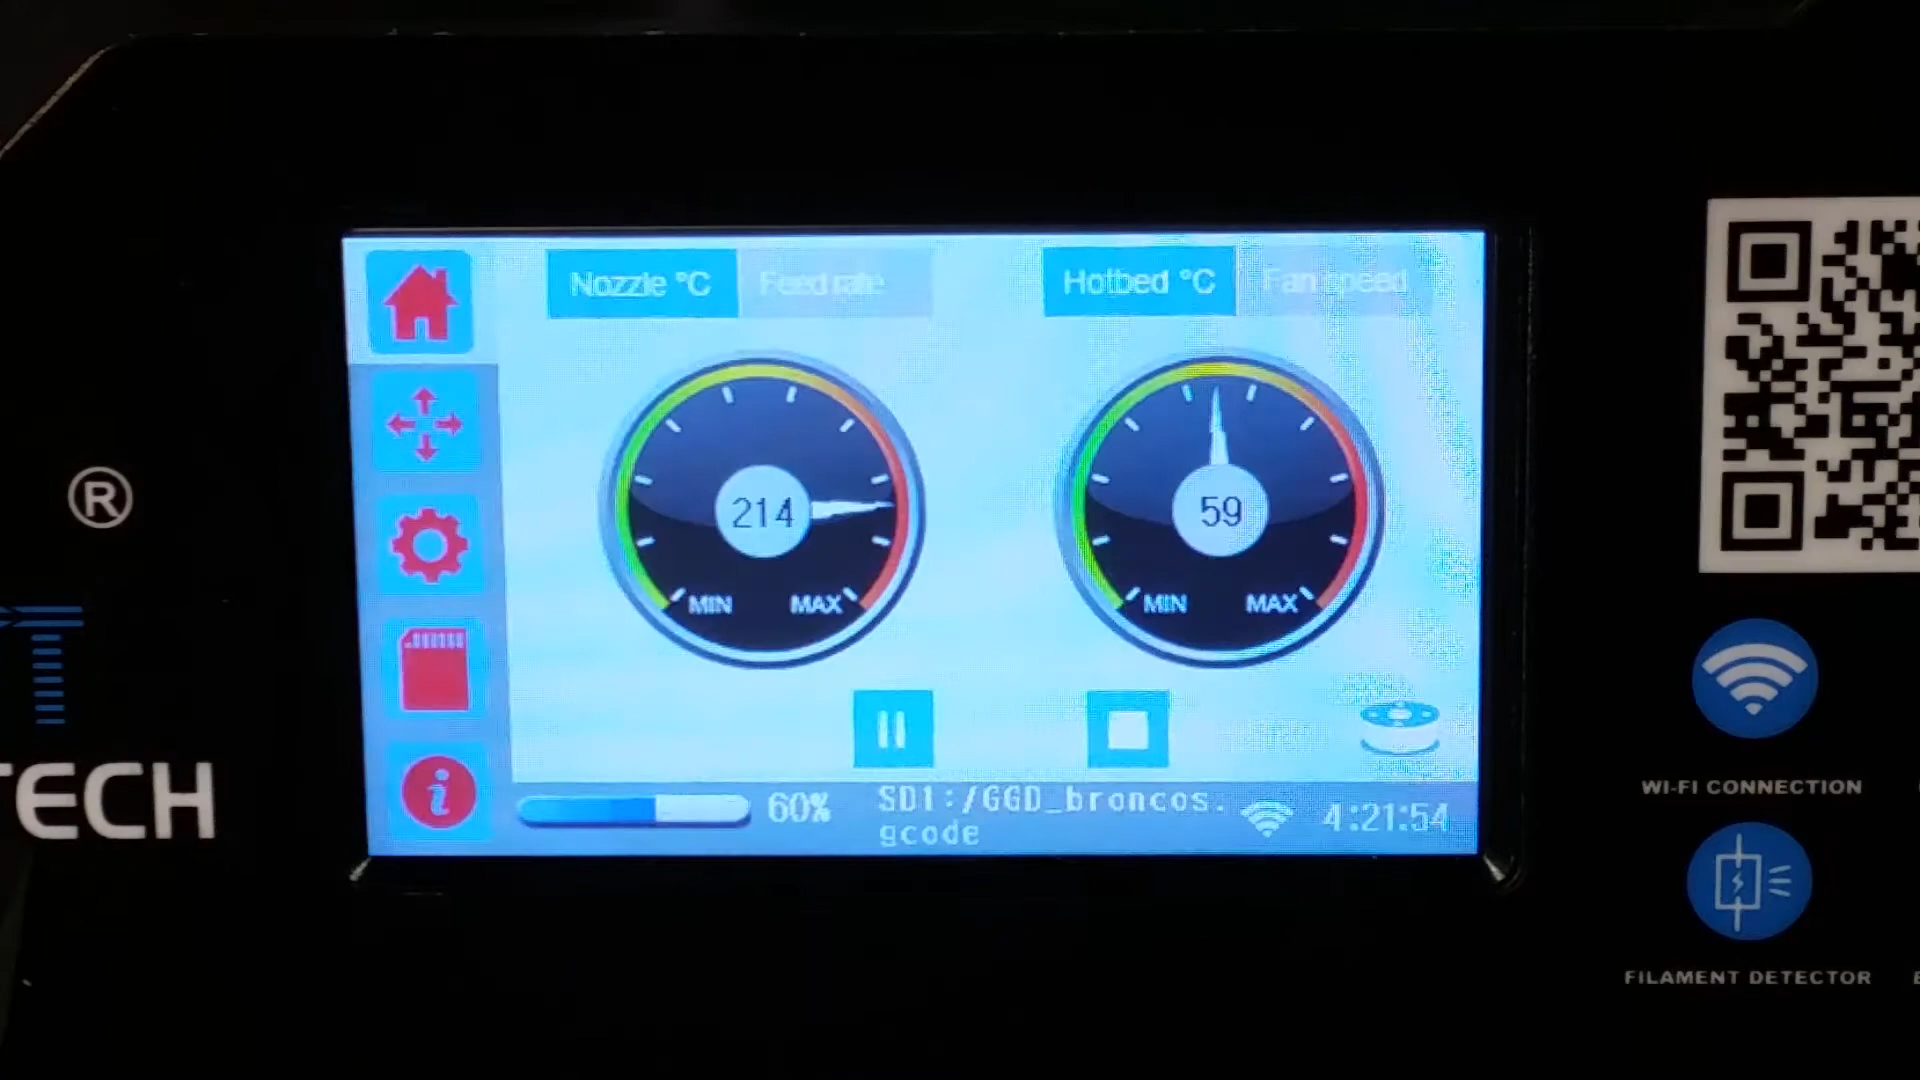 Nozzle °C Feed rate Hotbed °C Fan speed
214 59
MIN MAX MIN MAX
60% SD1:/GGD_broncos.
gcode
4:21:54
®
TECH
WI-FI CONNECTION
FILAMENT DETECTOR